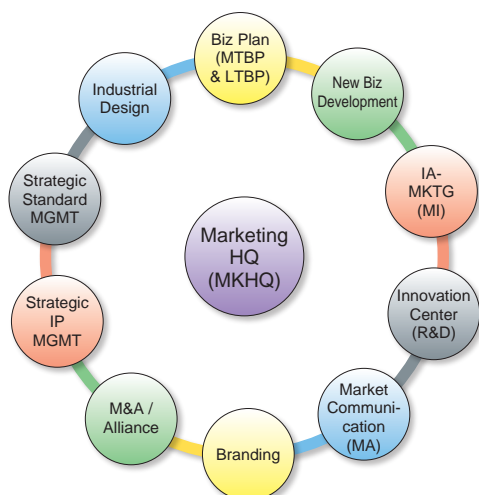 Biz Plan
(MTBP
& LTBP)
New Biz
Development
IA-
MKTG
(MI)
Innovation
Center
(R&D)
Market
Communi-
cation
(MA)
Branding
M&A /
Alliance
Strategic
IP
MGMT
Strategic
Standard
MGMT
Industrial
Design
Marketing
HQ
(MKHQ)